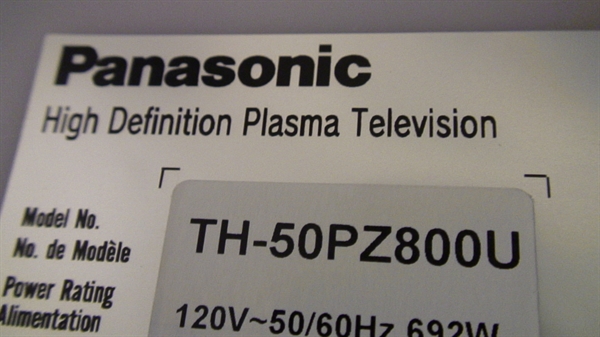 Panasonic
High Definition Plasma Television
Model No.
No. de Modèle
TH-50PZ800U
Power Rating
Alimentation
120V~50/60Hz 692W